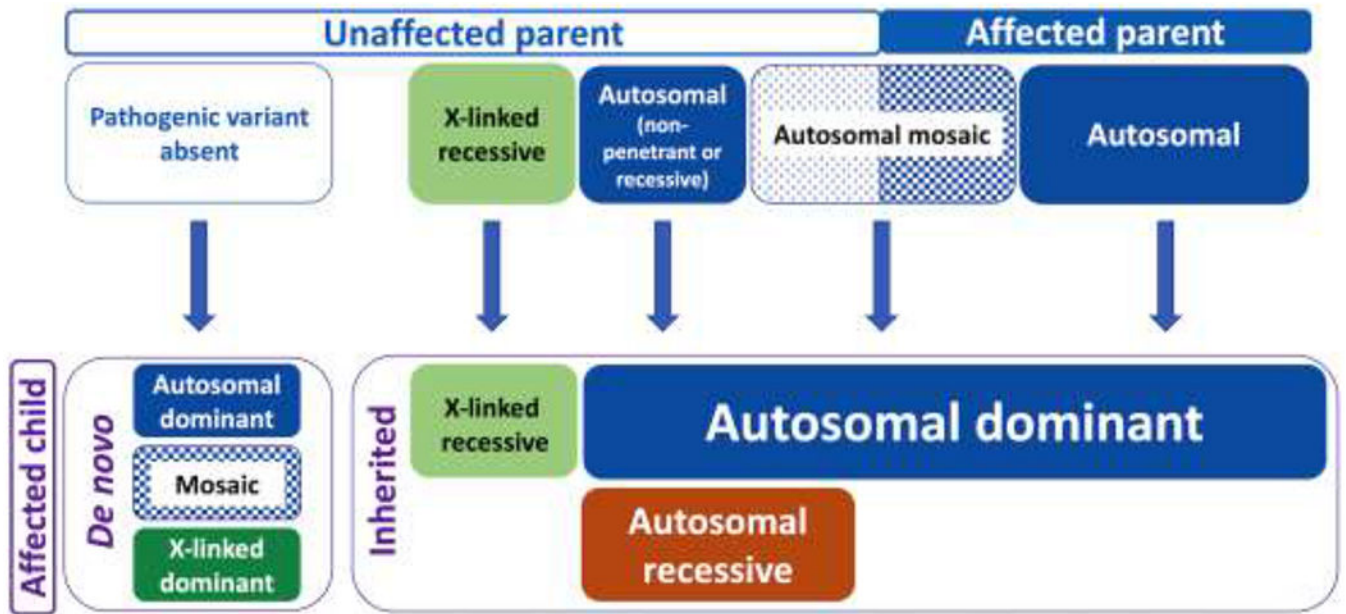 Unaffected parent
Affected parent
Pathogenic variant
absent
X-linked
recessive
Autosomal
(non-
penetrant or
recessive)
Autosomal mosaic
Autosomal
Affected child
De novo
Autosomal
dominant
Mosaic
X-linked
dominant
Inherited
X-linked
recessive
Autosomal dominant
Autosomal
recessive